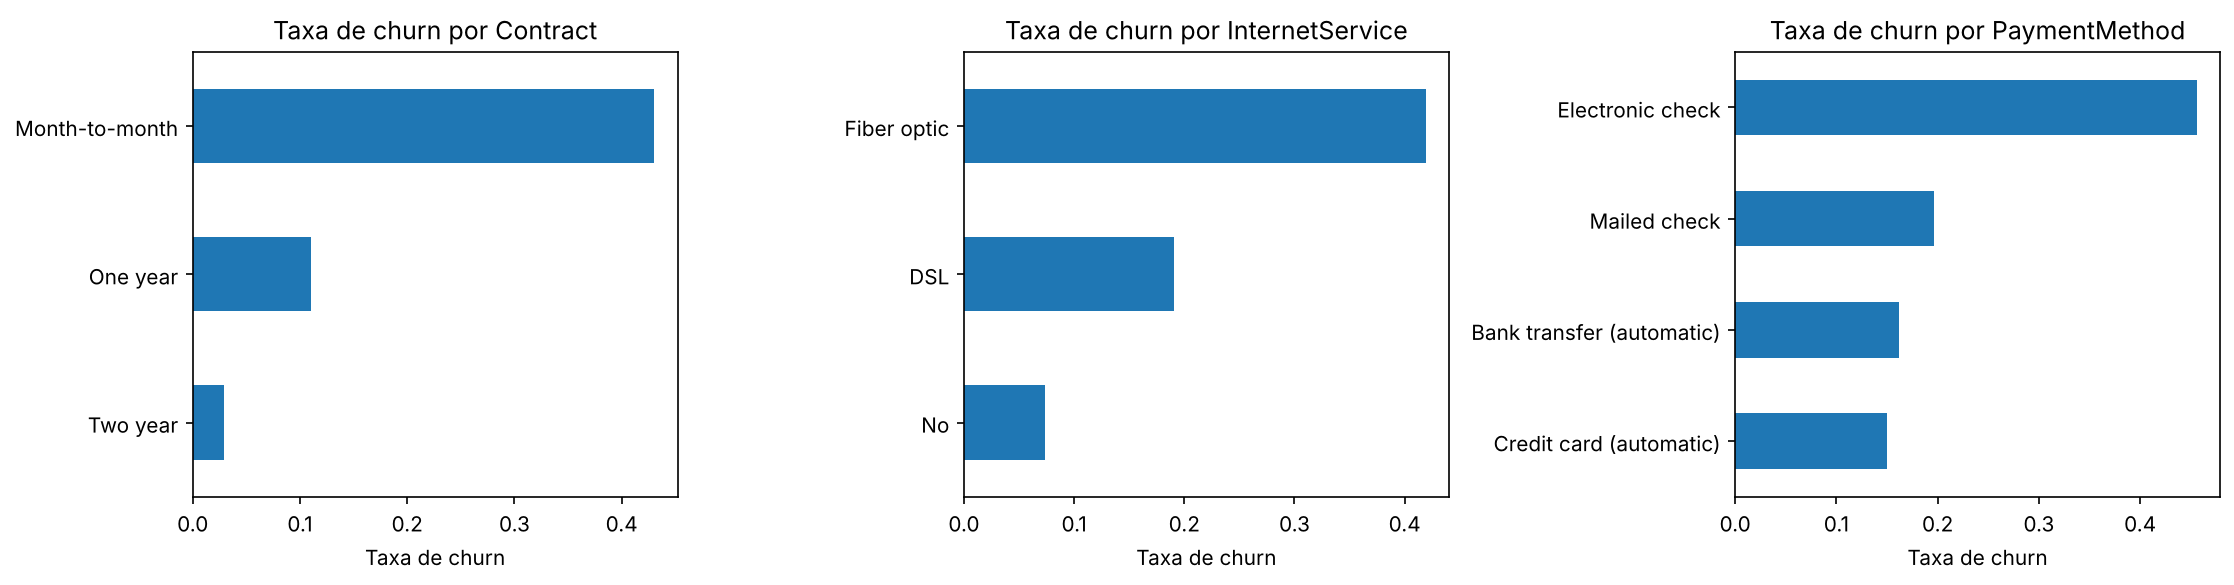 Taxa de churn por Contract
Month-to-month
One year
Two year
0.0 0.1 0.2 0.3 0.4
Taxa de churn
Taxa de churn por InternetService
Fiber optic
DSL
No
0.0 0.1 0.2 0.3 0.4
Taxa de churn
Taxa de churn por PaymentMethod
Electronic check
Mailed check
Bank transfer (automatic)
Credit card (automatic)
0.0 0.1 0.2 0.3 0.4
Taxa de churn